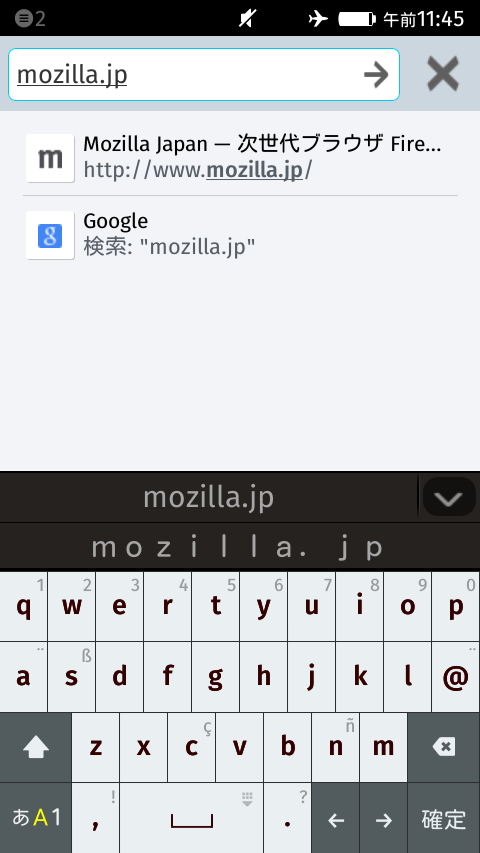 2 午前11:45
mozilla.jp
m Mozilla Japan — 次世代ブラウザ Fire...
http://www.mozilla.jp/
g Google
検索: "mozilla.jp"
mozilla.jp
ｍｏｚｉｌｌａ．ｊｐ
1 2 3 4 5 6 7 8 9 0
q w e r t y u i o p
¨ ß ¨
a s d f g h j k l @
ç ñ
z x c v b n m
! ?
あA1 , . ← → 確定